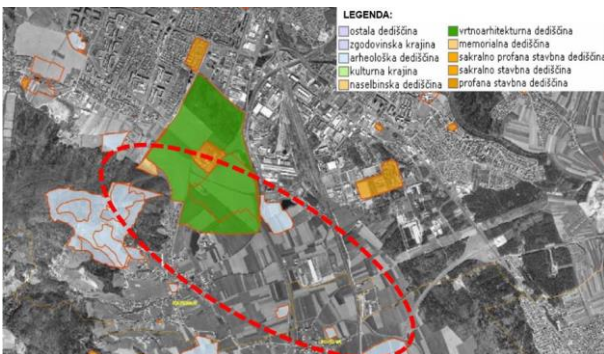 LEGENDA:
ostala dediščina
zgodovinska krajina
arheološka dediščina
kulturna krajina
naselbinska dediščina
vrtnoarhitekturna dediščina
memorialna dediščina
sakralno profana stavbna dediščina
sakralno stavbna dediščina
profana stavbna dediščina